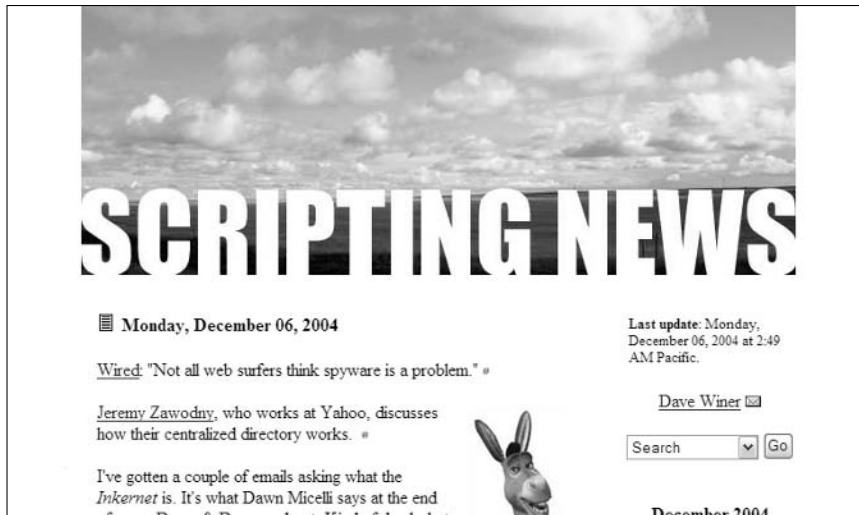 SCRIPTING NEWS
Monday, December 06, 2004
Wired: "Not all web surfers think spyware is a problem." #
Jeremy Zawodny, who works at Yahoo, discusses
how their centralized directory works. #
I've gotten a couple of emails asking what the
Inkernet is. It's what Dawn Micelli says at the end
Last update: Monday,
December 06, 2004 at 2:49
AM Pacific.
Dave Winer
Search Go
December 2004